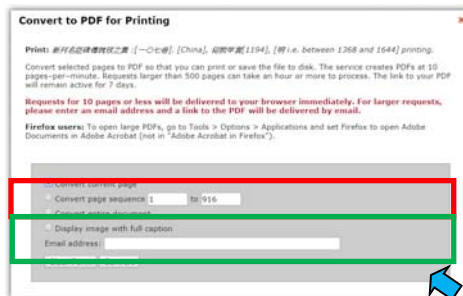 Convert to PDF for Printing
Print: 新刊名臣碑傳琬琰之集 :[一〇七卷]. [China], 紹熙甲寅[1194], [明 i.e. between 1368 and 1644] printing.
Convert selected pages to PDF so that you can print or save the file to disk. The service creates PDFs at 10
pages-per-minute. Requests larger than 500 pages can take an hour or more to process. The link to your PDF
will remain active for 7 days.
Requests for 10 pages or less will be delivered to your browser immediately. For larger requests,
please enter an email address and a link to the PDF will be delivered by email.
Firefox users: To open large PDFs, go to Tools > Options > Applications and set Firefox to open Adobe
Documents in Adobe Acrobat (not in "Adobe Acrobat in Firefox").
Convert current page
Convert page sequence 1 to 916
Convert entire document
Display image with full caption
Email address: